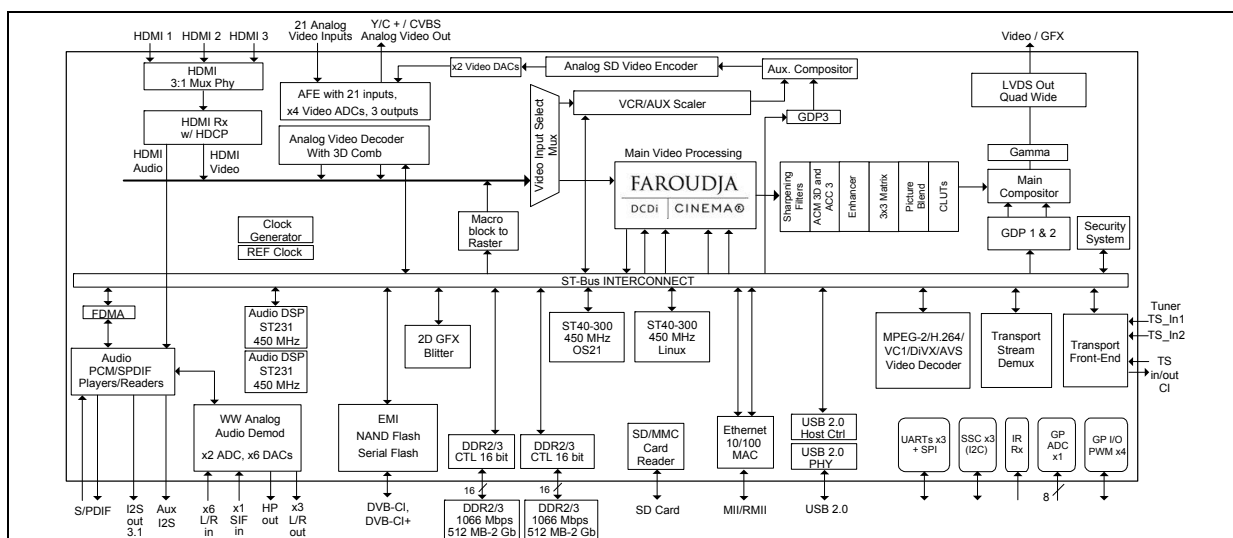 HDMI 1
HDMI 2
HDMI 3
21 Analog
Video Inputs
Y/C + / CVBS
Analog Video Out
Video / GFX
HDMI
3:1 Mux Phy
AFE with 21 inputs,
x4 Video ADCs, 3 outputs
x2 Video DACs
Analog SD Video Encoder
Aux. Compositor
LVDS Out
Quad Wide
VCR/AUX Scaler
GDP3
HDMI Rx
w/ HDCP
Analog Video Decoder
With 3D Comb
Video Input Select
Mux
Gamma
HDMI
Audio
HDMI
Video
Main Video Processing
FAROUDJA
DCDi
CINEMA®
Sharpening
Filters
ACM 3D and
ACC 3
Enhancer
3x3 Matrix
Picture
Blend
CLUTs
Main
Compositor
Clock
Generator
REF Clock
Macro
block to
Raster
GDP 1 & 2
Security
System
ST-Bus INTERCONNECT
FDMA
Audio DSP
ST231
450 MHz
Audio DSP
ST231
450 MHz
2D GFX
Blitter
ST40-300
450 MHz
OS21
ST40-300
450 MHz
Linux
MPEG-2/H.264/
VC1/DiVX/AVS
Video Decoder
Transport
Stream
Demux
Transport
Front-End
Tuner
TS_In1
TS_In2
TS
in/out
CI
Audio
PCM/SPDIF
Players/Readers
WW Analog
Audio Demod
x2 ADC, x6 DACs
EMI
NAND Flash
Serial Flash
DDR2/3
CTL 16 bit
DDR2/3
CTL 16 bit
SD/MMC
Card
Reader
Ethernet
10/100
MAC
USB 2.0
Host Ctrl
USB 2.0
PHY
UARTs x3
+ SPI
SSC x3
(I2C)
IR
Rx
GP
ADC
x1
GP I/O
PWM x4
16
16
8
S/PDIF
I2S
out
3.1
Aux
I2S
x6
L/R
in
x1
SIF
in
HP
out
x3
L/R
out
DVB-CI,
DVB-CI+
DDR2/3
1066 Mbps
512 MB-2 Gb
DDR2/3
1066 Mbps
512 MB-2 Gb
SD Card
MII/RMII
USB 2.0